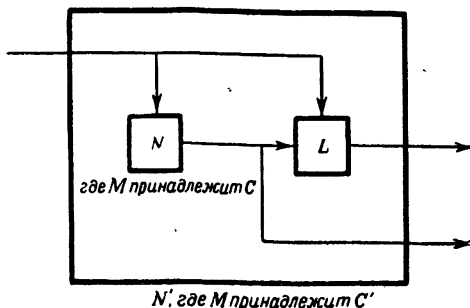 N
L
где M принадлежит C
N', где M принадлежит C'